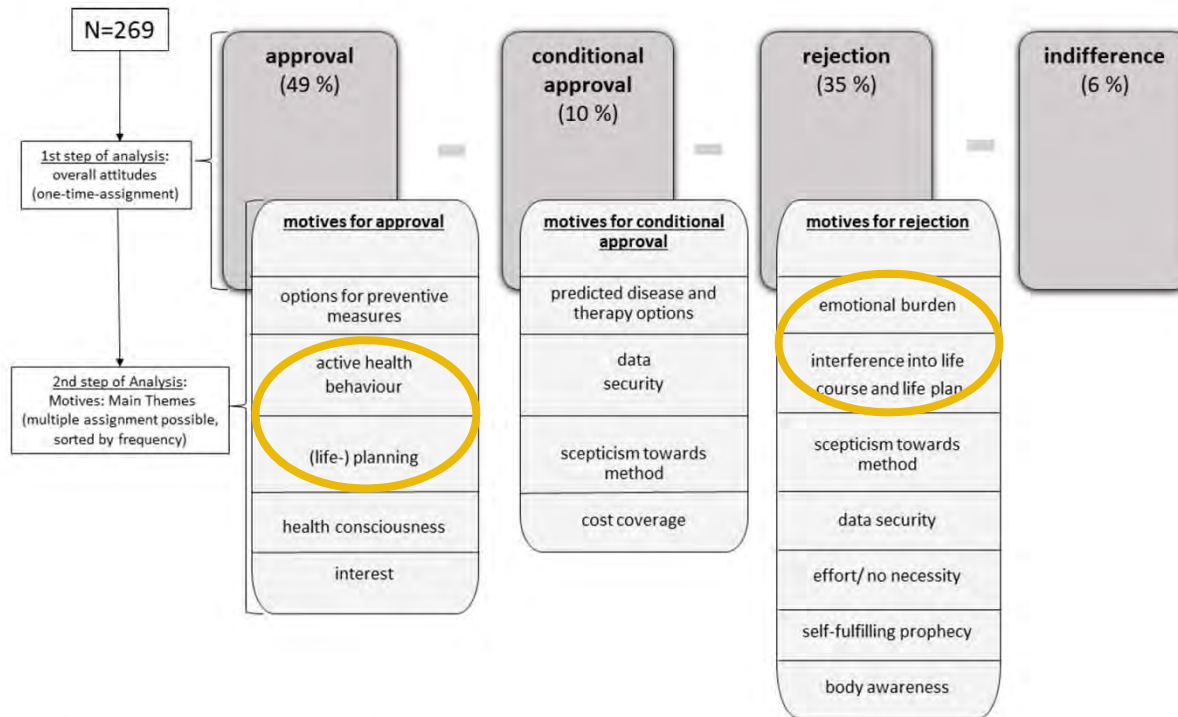 N=269
1st step of analysis:
overall attitudes
(one-time-assignment)
2nd step of Analysis:
Motives: Main Themes
(multiple assignment possible,
sorted by frequency)
approval
(49 %)
conditional
approval
(10 %)
rejection
(35 %)
indifference
(6 %)
motives for approval
options for preventive
measures
active health
behaviour
(life-) planning
health consciousness
interest
motives for conditional
approval
predicted disease and
therapy options
data
security
scepticism towards
method
cost coverage
motives for rejection
emotional burden
interference into life
course and life plan
scepticism towards
method
data security
effort/ no necessity
self-fulfilling prophecy
body awareness